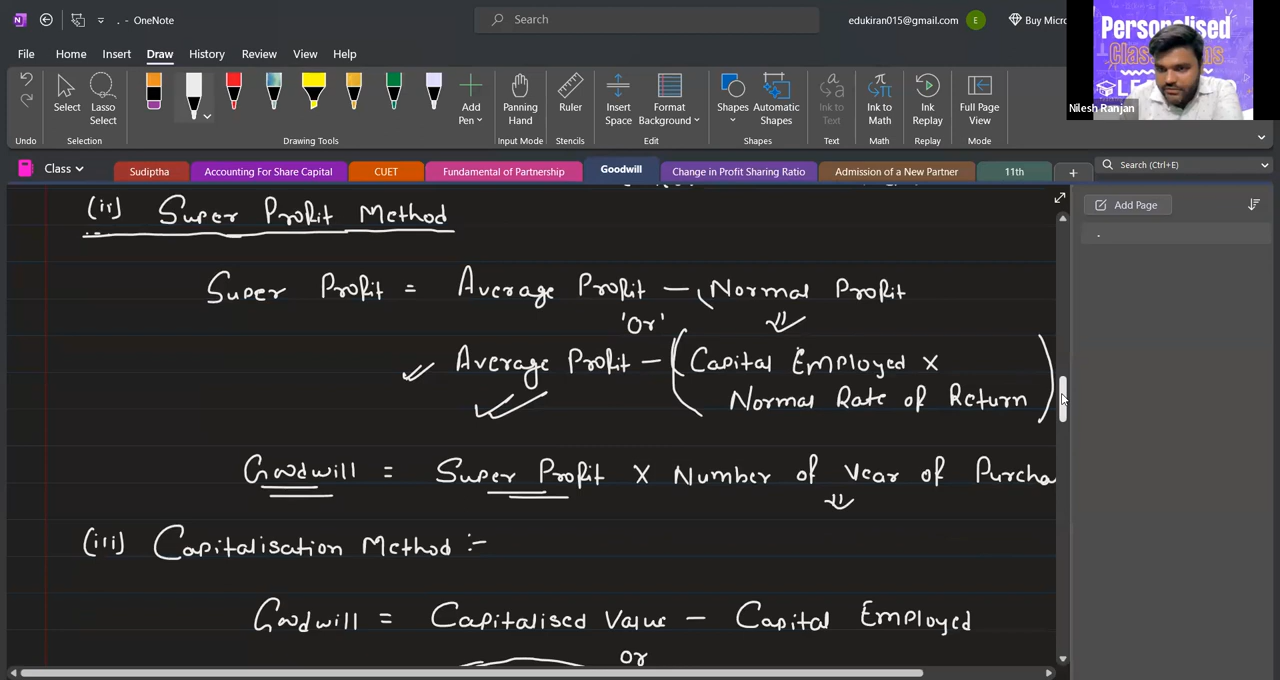 . - OneNote
Search
edukiran015@gmail.com
E
Buy Micro
Personalised
Nilesh Ranjan
File Home Insert Draw History Review View Help
Undo
Select
Lasso Select
Selection
Add Pen
Drawing Tools
Panning Hand
Input Mode
Ruler
Stencils
Insert Space
Format Background
Edit
Shapes
Automatic Shapes
Shapes
Ink to Text
Text
Ink to Math
Math
Ink Replay
Replay
Full Page View
View
Class
Sudiptha
Accounting For Share Capital
CUET
Fundamental of Partnership
Goodwill
Change in Profit Sharing Ratio
Admission of a New Partner
11th
+
Search (Ctrl+E)
Add Page
.
(ii) Super Profit Method
Super Profit = Average Profit - Normal Profit
'Or'
Average Profit - (Capital Employed x
Normal Rate of Return)
Goodwill = Super Profit X Number of Year of Purcha
(iii) Capitalisation Method :-
Goodwill = Capitalised Value - Capital Employed
or